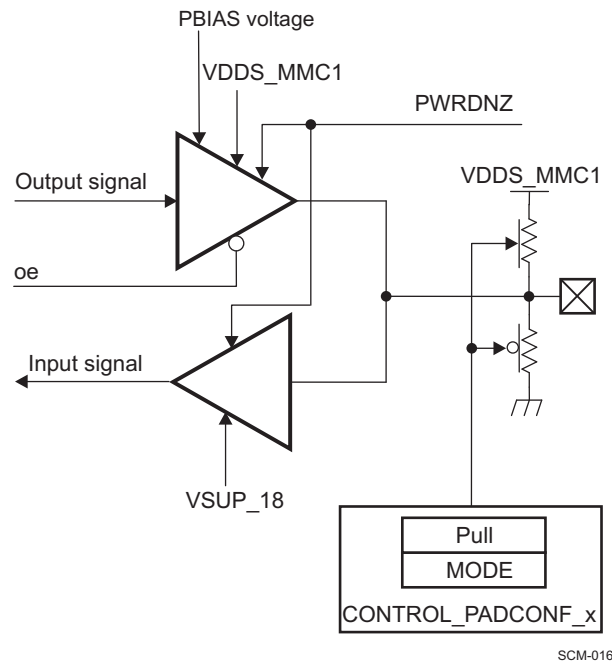 PBIAS voltage
VDDS_MMC1
PWRDNZ
Output signal
VDDS_MMC1
oe
Input signal
VSUP_18
Pull
MODE
CONTROL_PADCONF_x
SCM-016